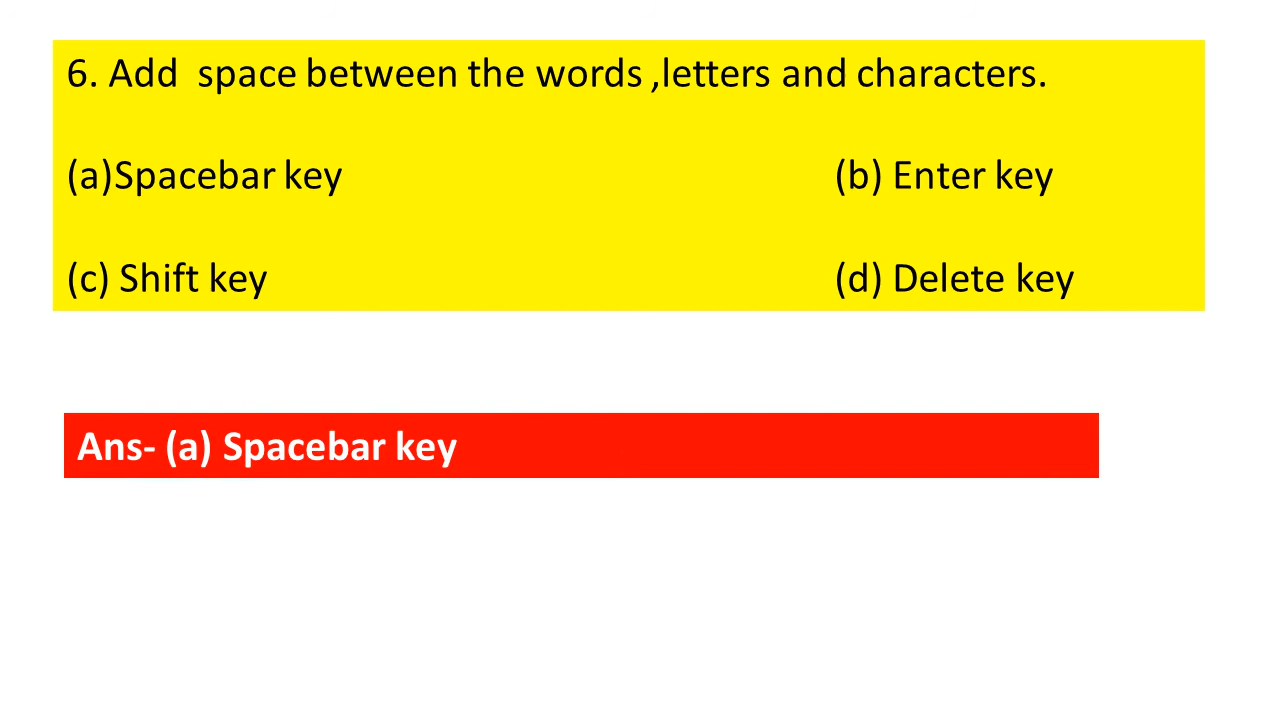 6. Add  space between the words ,letters and characters.
(a)Spacebar key (b) Enter key
(c) Shift key (d) Delete key
Ans- (a) Spacebar key